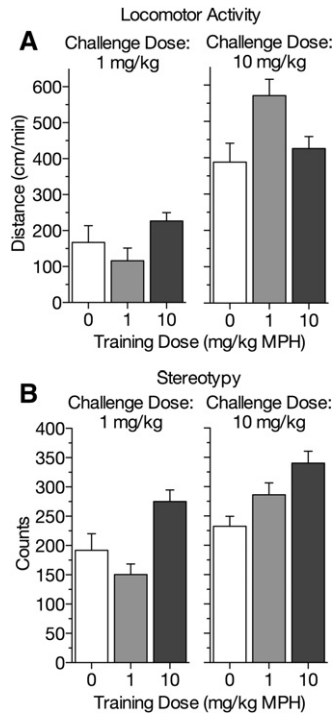 Locomotor Activity
A
Challenge Dose:
1 mg/kg
Challenge Dose:
10 mg/kg
Distance (cm/min)
600
500
400
300
200
100
0
0 1 10
0 1 10
Training Dose (mg/kg MPH)
Stereotypy
B
Challenge Dose:
1 mg/kg
Challenge Dose:
10 mg/kg
Counts
400
350
300
250
200
150
100
50
0
0 1 10
0 1 10
Training Dose (mg/kg MPH)